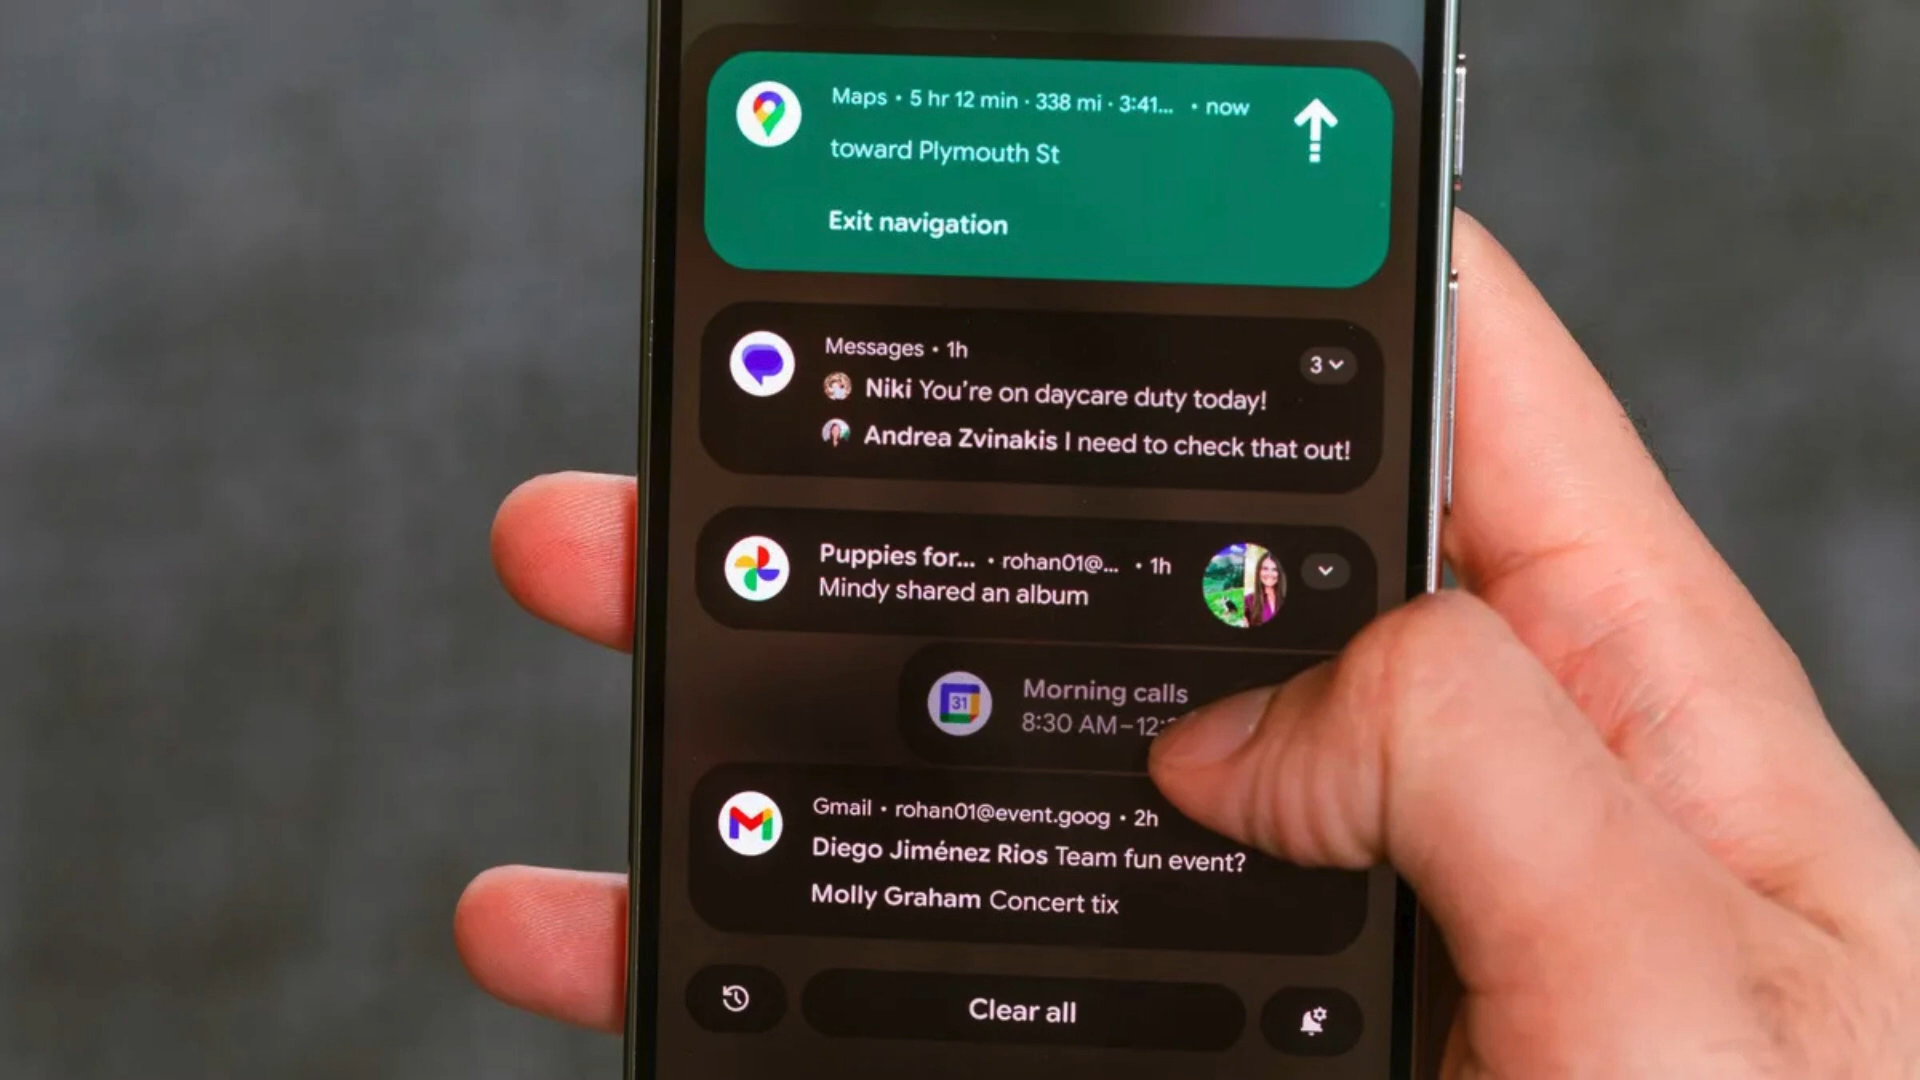 Maps • 5 hr 12 min · 338 mi · 3:41... • now
toward Plymouth St
Exit navigation
Messages • 1h
3
Niki You're on daycare duty today!
Andrea Zvinakis I need to check that out!
Puppies for... • rohan01@... • 1h
Mindy shared an album
31
Morning calls
8:30 AM–12:
Gmail • rohan01@event.goog • 2h
Diego Jiménez Rios Team fun event?
Molly Graham Concert tix
Clear all